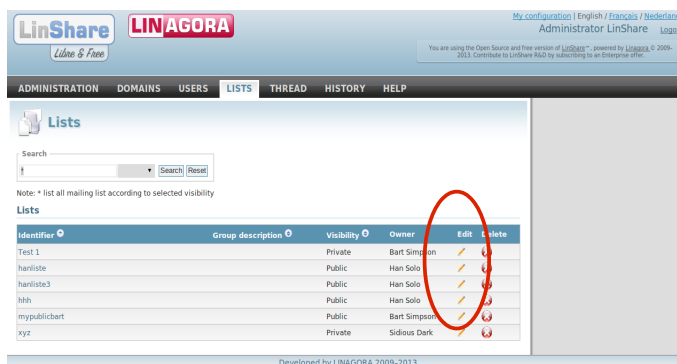 My configuration | English / Français / Nederlan
LinShare
Libre & Free
LINAGORA
Administrator LinShare Logo
You are using the Open Source and free version of LinShare™, powered by Linagora © 2009-
2013. Contribute to LinShare R&D by subscribing to an Enterprise offer.
ADMINISTRATION DOMAINS USERS LISTS THREAD HISTORY HELP
Lists
Search
*
Search Reset
Note: * list all mailing list according to selected visibility
Lists
Identifier Group description Visibility Owner Edit Delete
Test 1 Private Bart Simpson
hanliste Public Han Solo
hanliste3 Public Han Solo
hhh Public Han Solo
mypublicbart Public Bart Simpson
xyz Private Sidious Dark
Developed by LINAGORA 2009-2013